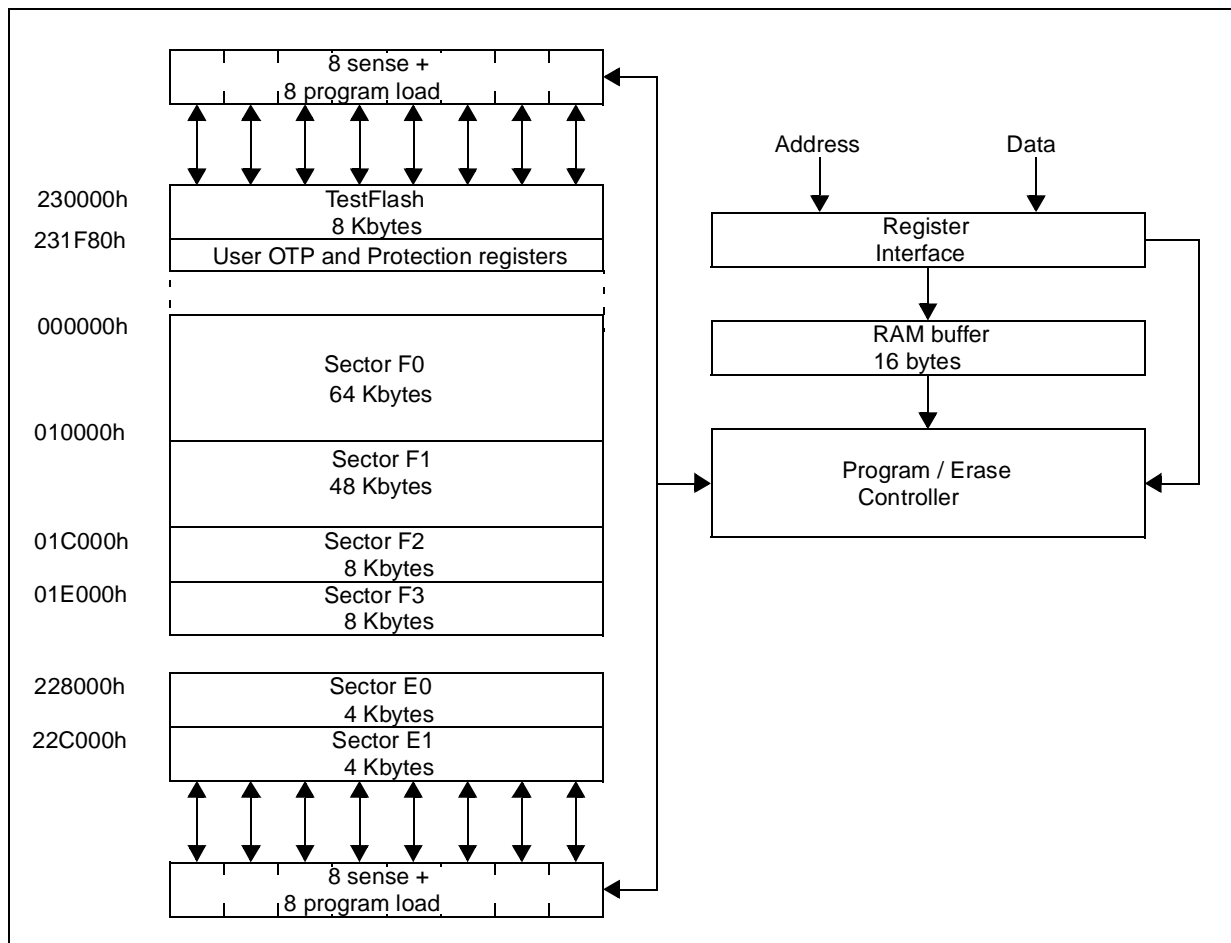 8 sense +
8 program load
230000h
TestFlash
8 Kbytes
231F80h
User OTP and Protection registers
000000h
Sector F0
64 Kbytes
010000h
Sector F1
48 Kbytes
01C000h
Sector F2
8 Kbytes
01E000h
Sector F3
8 Kbytes
228000h
Sector E0
4 Kbytes
22C000h
Sector E1
4 Kbytes
8 sense +
8 program load
Address
Data
Register
Interface
RAM buffer
16 bytes
Program / Erase
Controller